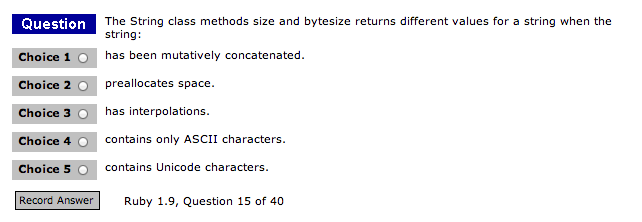 Question The String class methods size and bytesize returns different values for a string when the
string:
Choice 1 has been mutatively concatenated.
Choice 2 preallocates space.
Choice 3 has interpolations.
Choice 4 contains only ASCII characters.
Choice 5 contains Unicode characters.
Record Answer Ruby 1.9, Question 15 of 40